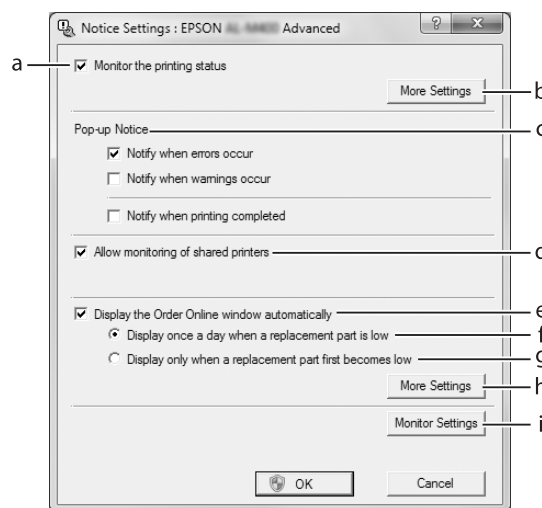 Notice Settings : EPSON Advanced
a
Monitor the printing status
More Settings
b
Pop-up Notice
c
Notify when errors occur
Notify when warnings occur
Notify when printing completed
Allow monitoring of shared printers
d
Display the Order Online window automatically
e
Display once a day when a replacement part is low
f
Display only when a replacement part first becomes low
g
More Settings
h
Monitor Settings
i
OK
Cancel